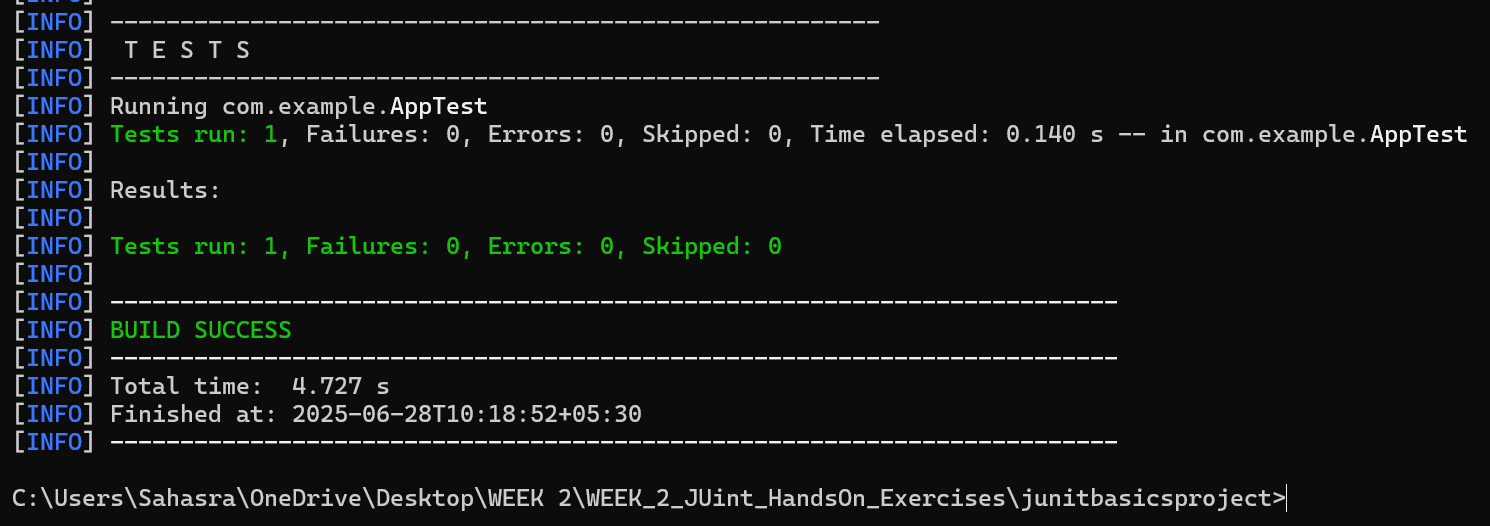 [INFO] -------------------------------------------------------
[INFO]  T E S T S
[INFO] -------------------------------------------------------
[INFO] Running com.example.AppTest
[INFO] Tests run: 1, Failures: 0, Errors: 0, Skipped: 0, Time elapsed: 0.140 s -- in com.example.AppTest
[INFO]
[INFO] Results:
[INFO]
[INFO] Tests run: 1, Failures: 0, Errors: 0, Skipped: 0
[INFO]
[INFO] ------------------------------------------------------------------------
[INFO] BUILD SUCCESS
[INFO] ------------------------------------------------------------------------
[INFO] Total time:  4.727 s
[INFO] Finished at: 2025-06-28T10:18:52+05:30
[INFO] ------------------------------------------------------------------------
C:\Users\Sahasra\OneDrive\Desktop\WEEK 2\WEEK_2_JUint_HandsOn_Exercises\junitbasicsproject>